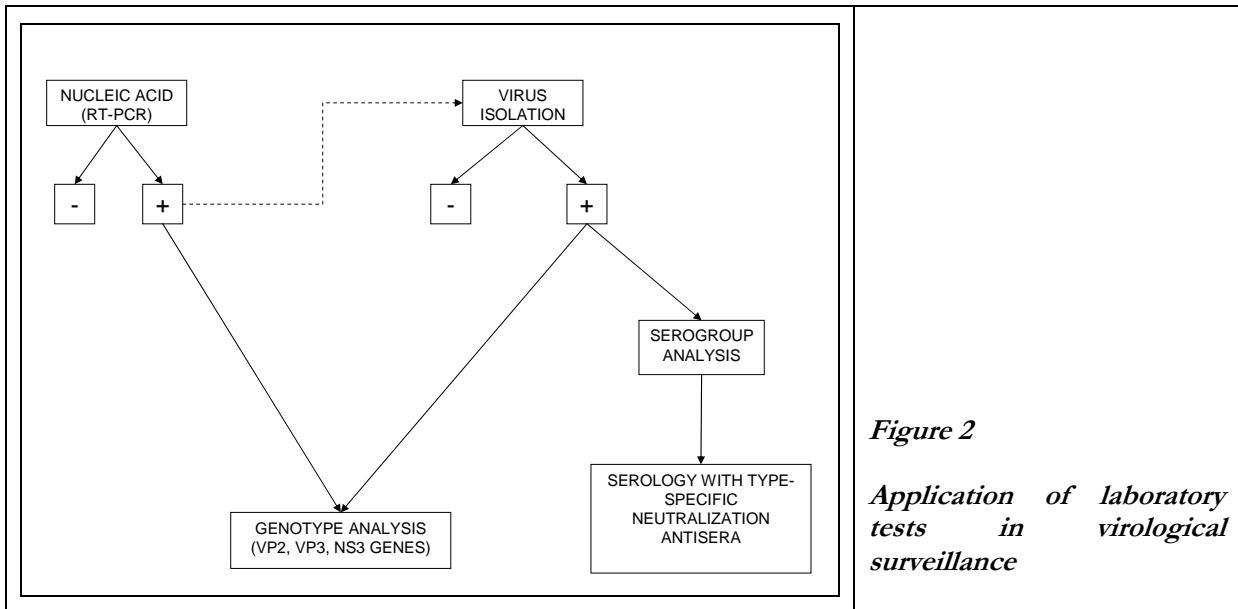 NUCLEIC ACID
(RT-PCR)
VIRUS
ISOLATION
-
+
-
+
SEROGROUP
ANALYSIS
SEROLOGY WITH TYPE-
SPECIFIC
NEUTRALIZATION
ANTISERA
GENOTYPE ANALYSIS
(VP2, VP3, NS3 GENES)
Figure 2
Application of laboratory
tests in virological
surveillance